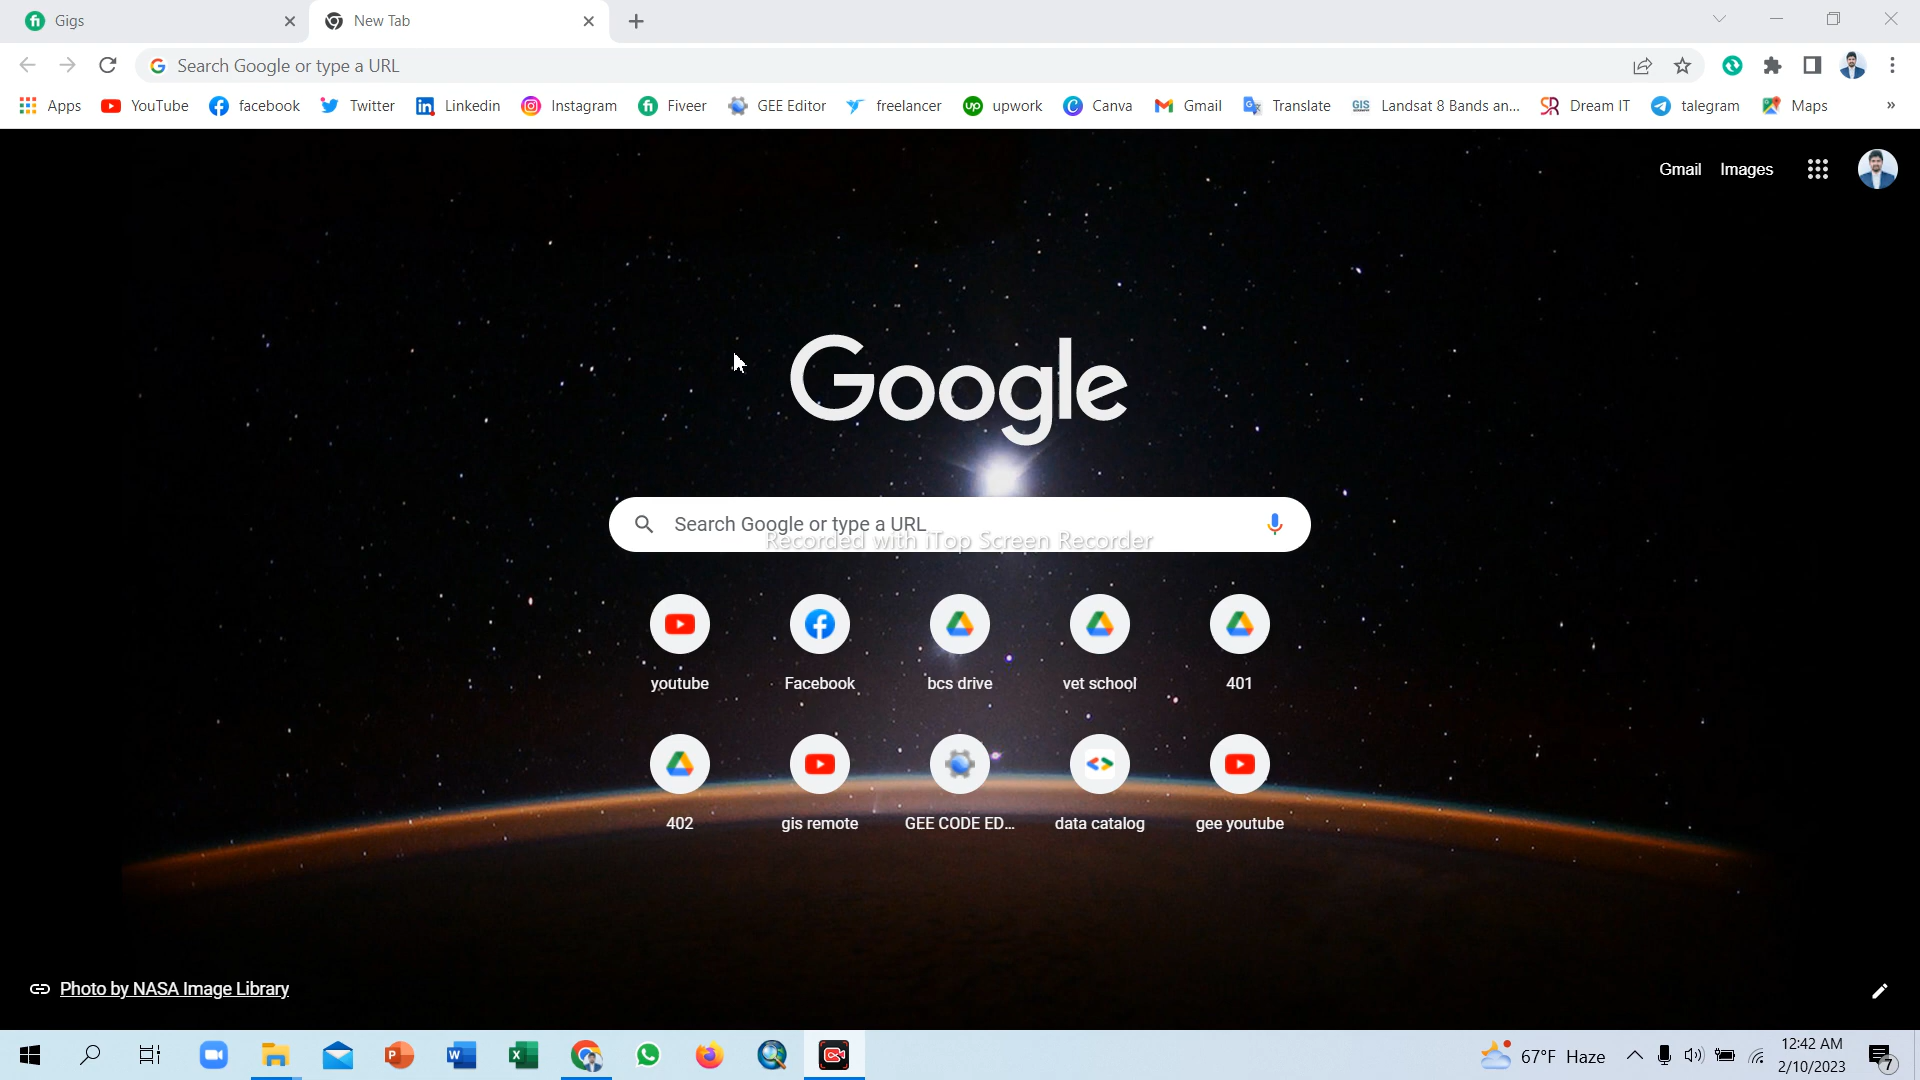 Gigs
New Tab
Search Google or type a URL
Apps
YouTube
facebook
Twitter
Linkedin
Instagram
Fiveer
GEE Editor
freelancer
upwork
Canva
Gmail
Translate
GIS
Landsat 8 Bands an...
Dream IT
talegram
Maps
»
Gmail Images
Google
Search Google or type a URL
Recorded with iTop Screen Recorder
youtube
Facebook
bcs drive
vet school
401
402
gis remote
GEE CODE ED...
data catalog
gee youtube
Photo by NASA Image Library
67°F Haze
12:42 AM
2/10/2023
7